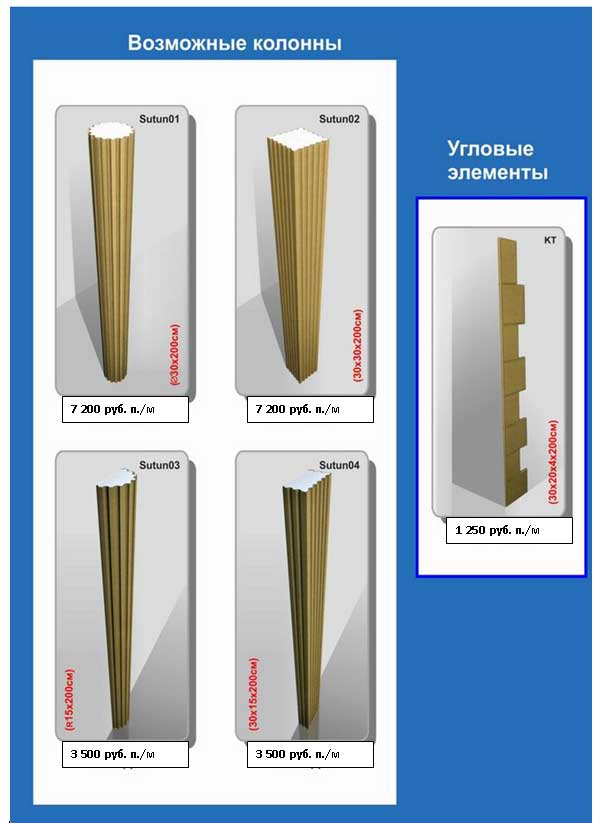 Возможные колонны
Sutun01
(Ø30x200см)
7 200 руб. п./м
Sutun02
(30x30x200см)
7 200 руб. п./м
Sutun03
(R15x200см)
3 500 руб. п./м
Sutun04
(30x15x200см)
3 500 руб. п./м
Угловые
элементы
KT
(30x20x4x200см)
1 250 руб. п./м